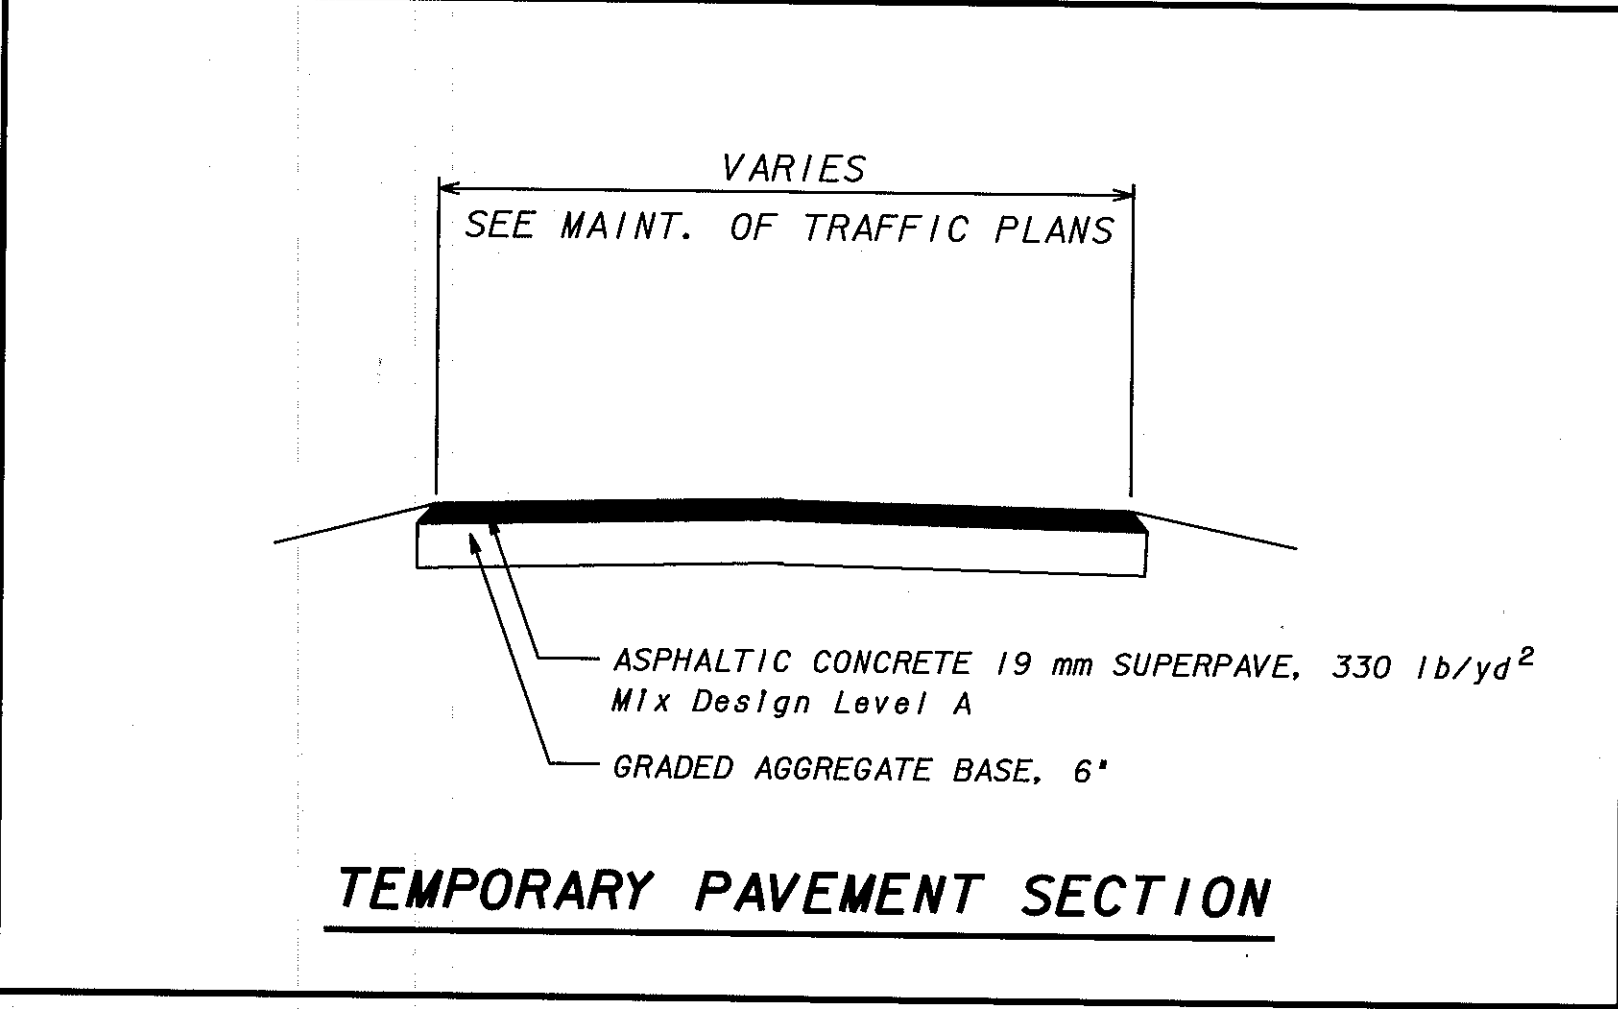 VARIES
SEE MAINT. OF TRAFFIC PLANS
ASPHALTIC CONCRETE 19 mm SUPERPAVE, 330 lb/yd²
Mix Design Level A
GRADED AGGREGATE BASE, 6"
TEMPORARY PAVEMENT SECTION